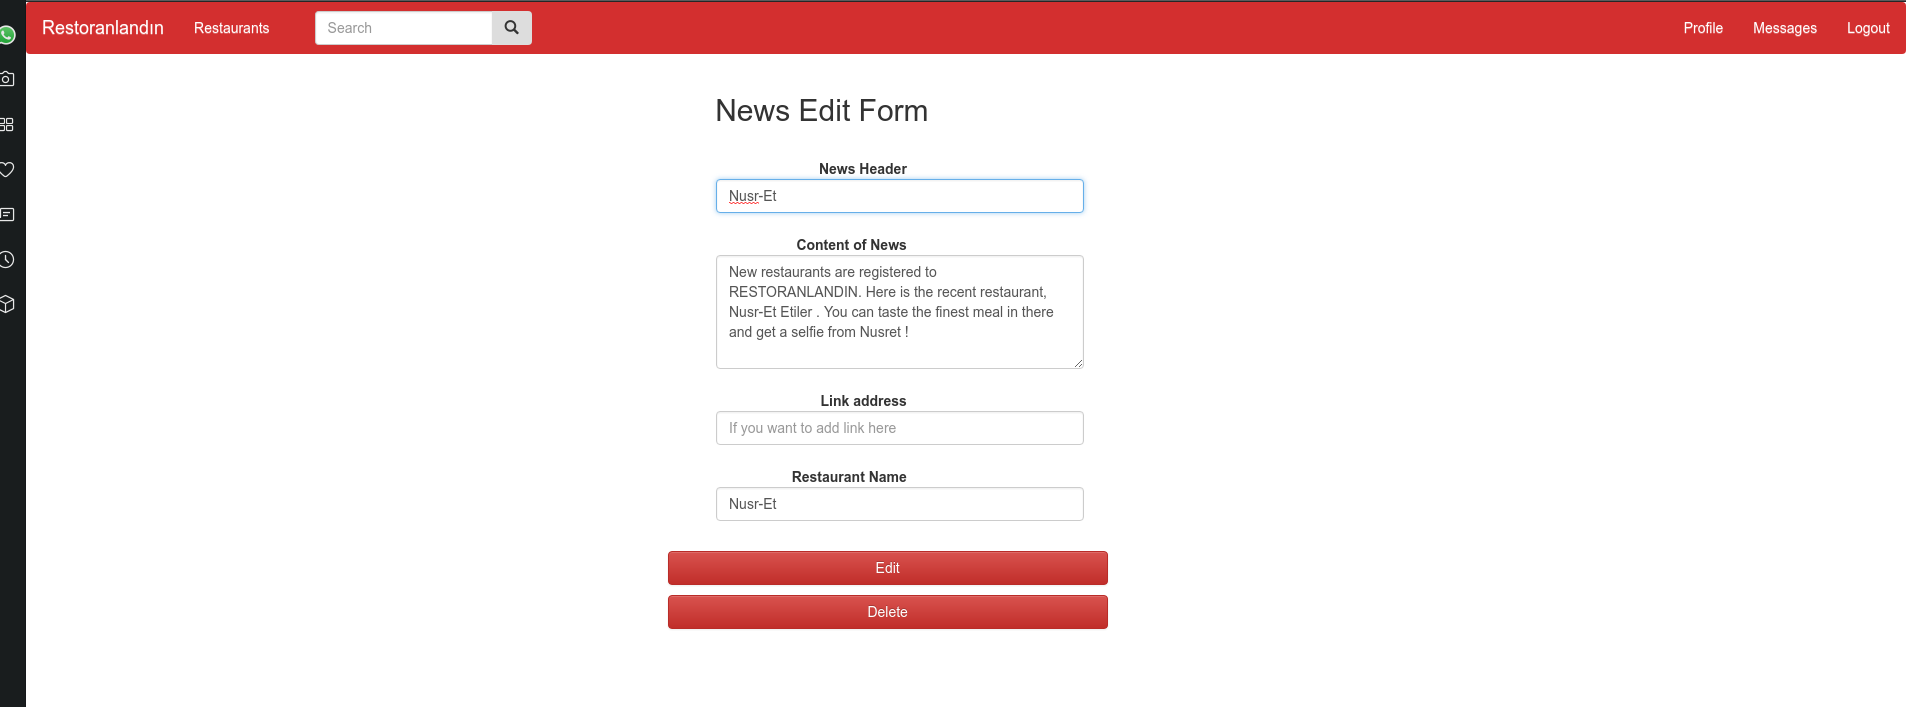 Restoranlandın Restaurants Search Profile Messages Logout
News Edit Form
News Header
Nusr-Et
Content of News
New restaurants are registered to
RESTORANLANDIN. Here is the recent restaurant,
Nusr-Et Etiler . You can taste the finest meal in there
and get a selfie from Nusret !
Link address
If you want to add link here
Restaurant Name
Nusr-Et
Edit
Delete